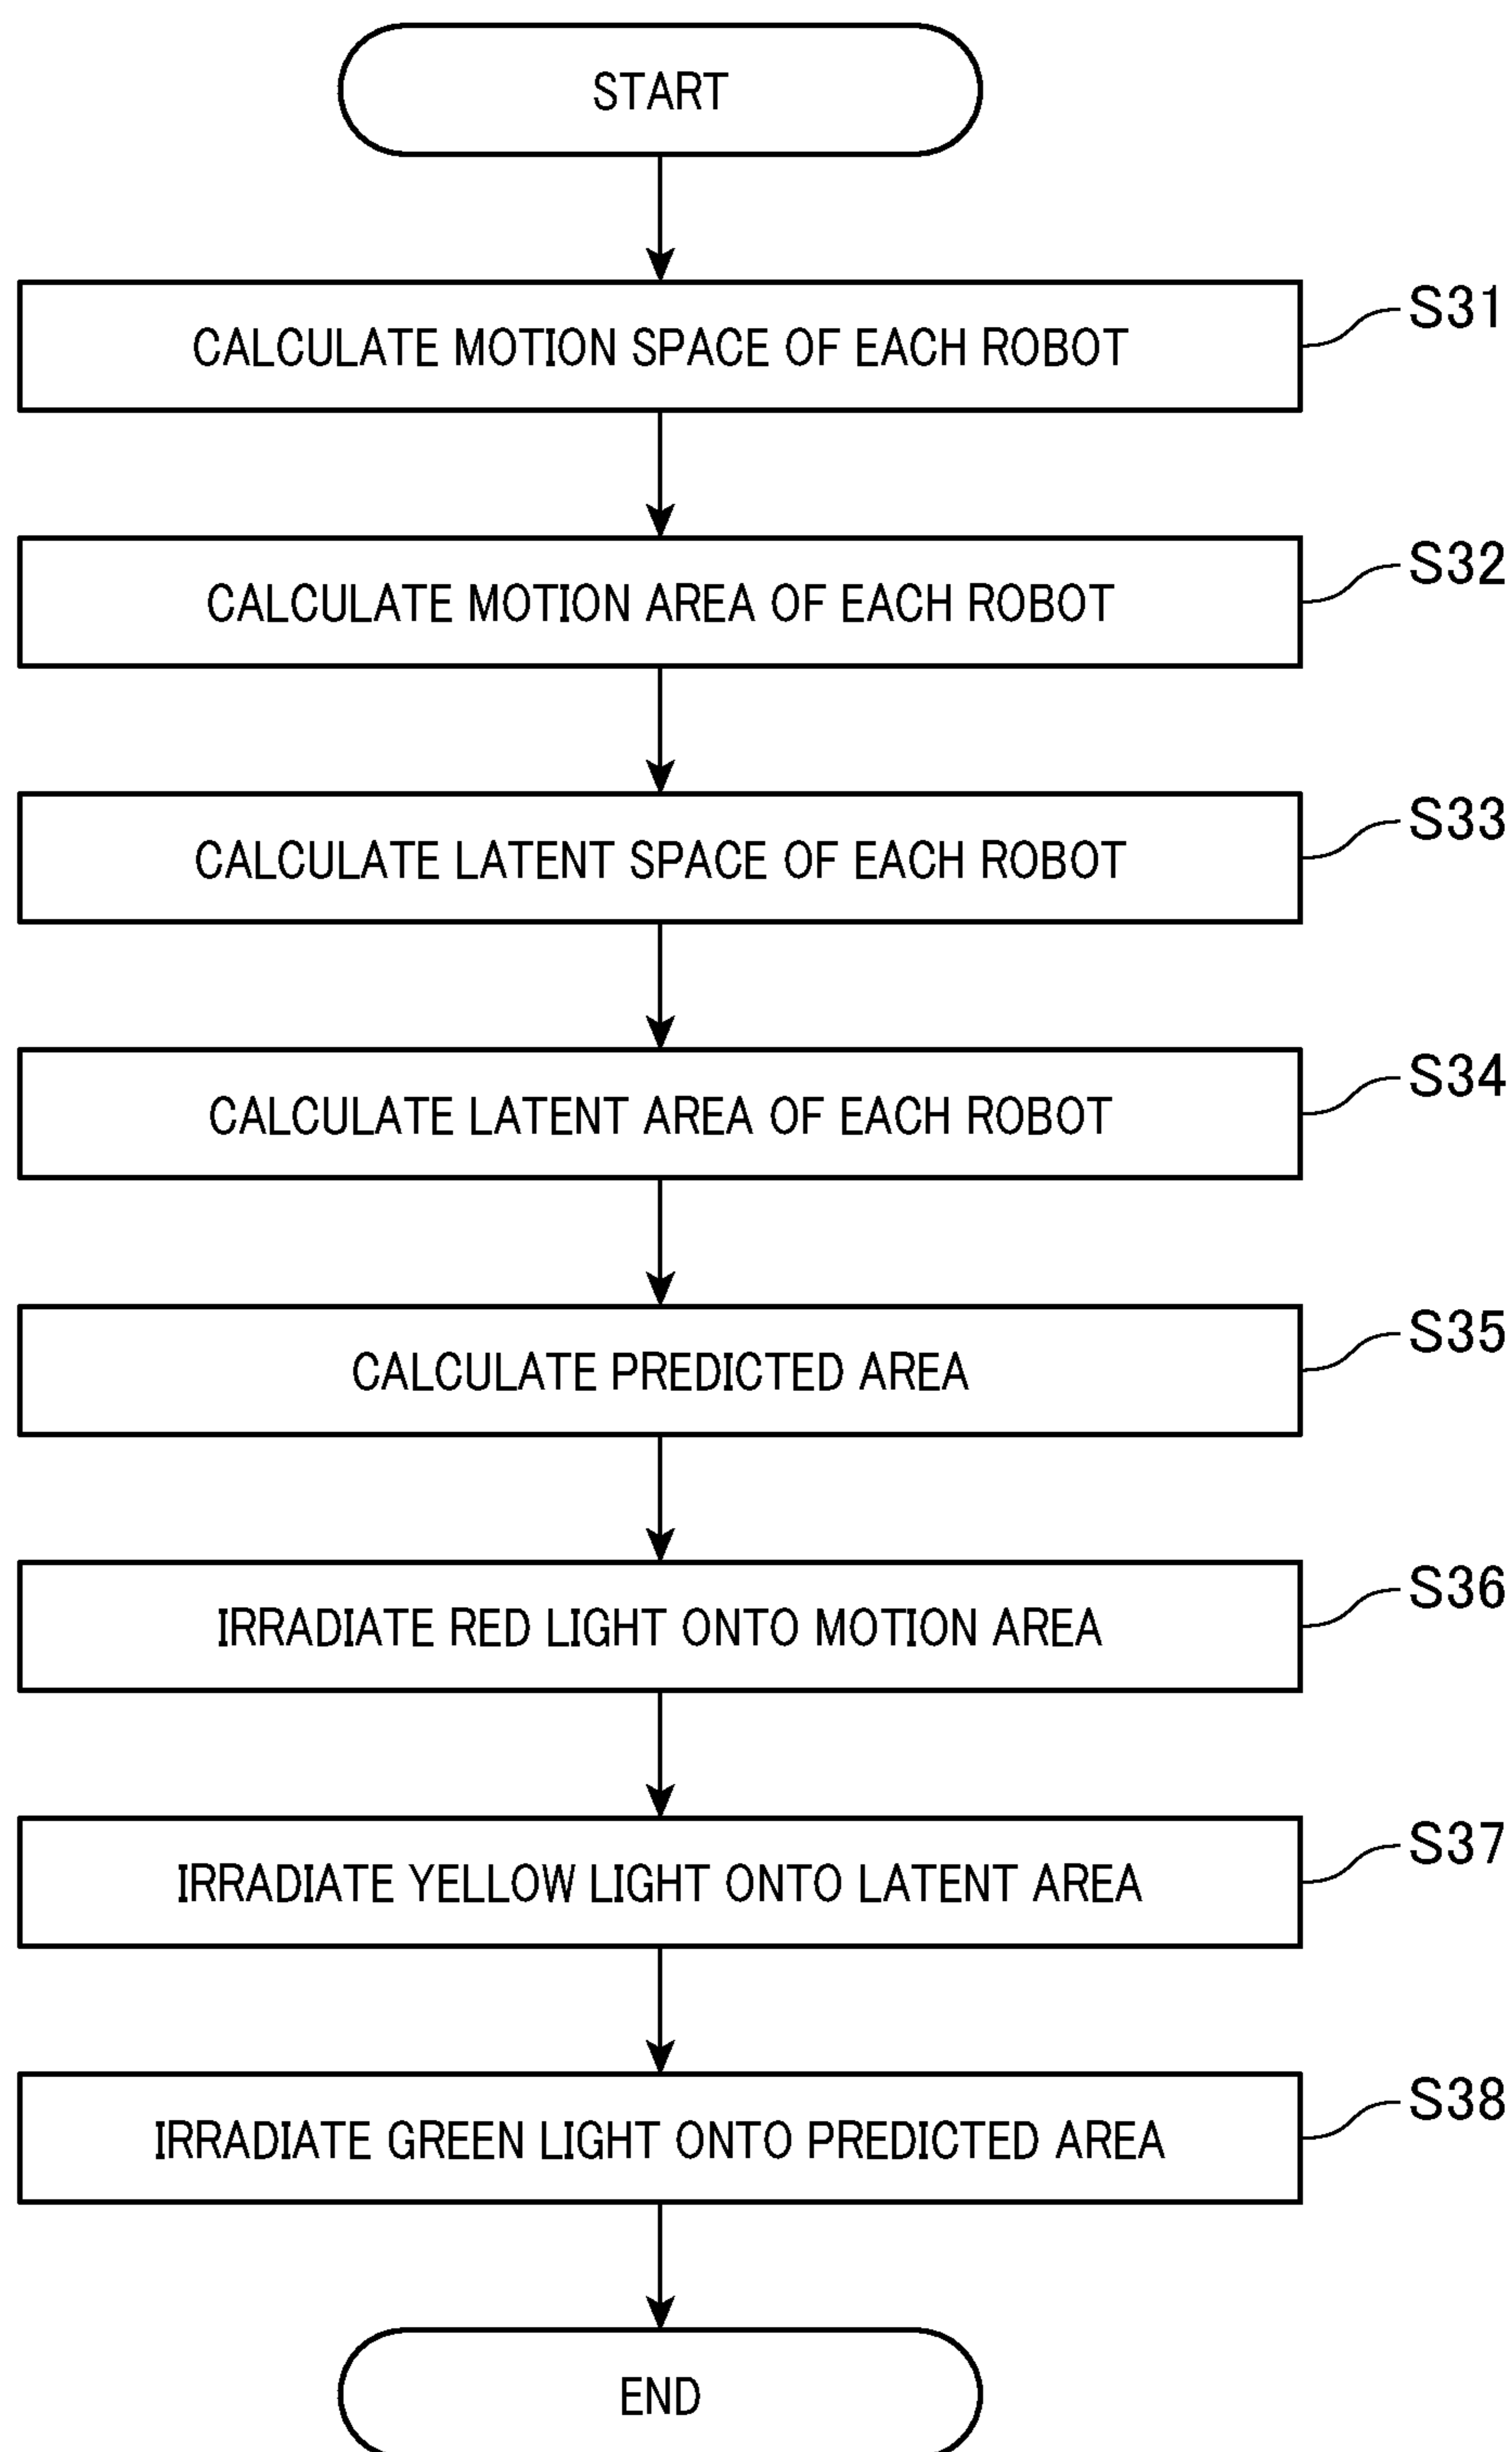 START
CALCULATE MOTION SPACE OF EACH ROBOT
S31
CALCULATE MOTION AREA OF EACH ROBOT
S32
CALCULATE LATENT SPACE OF EACH ROBOT
S33
CALCULATE LATENT AREA OF EACH ROBOT
S34
CALCULATE PREDICTED AREA
S35
IRRADIATE RED LIGHT ONTO MOTION AREA
S36
IRRADIATE YELLOW LIGHT ONTO LATENT AREA
S37
IRRADIATE GREEN LIGHT ONTO PREDICTED AREA
S38
END